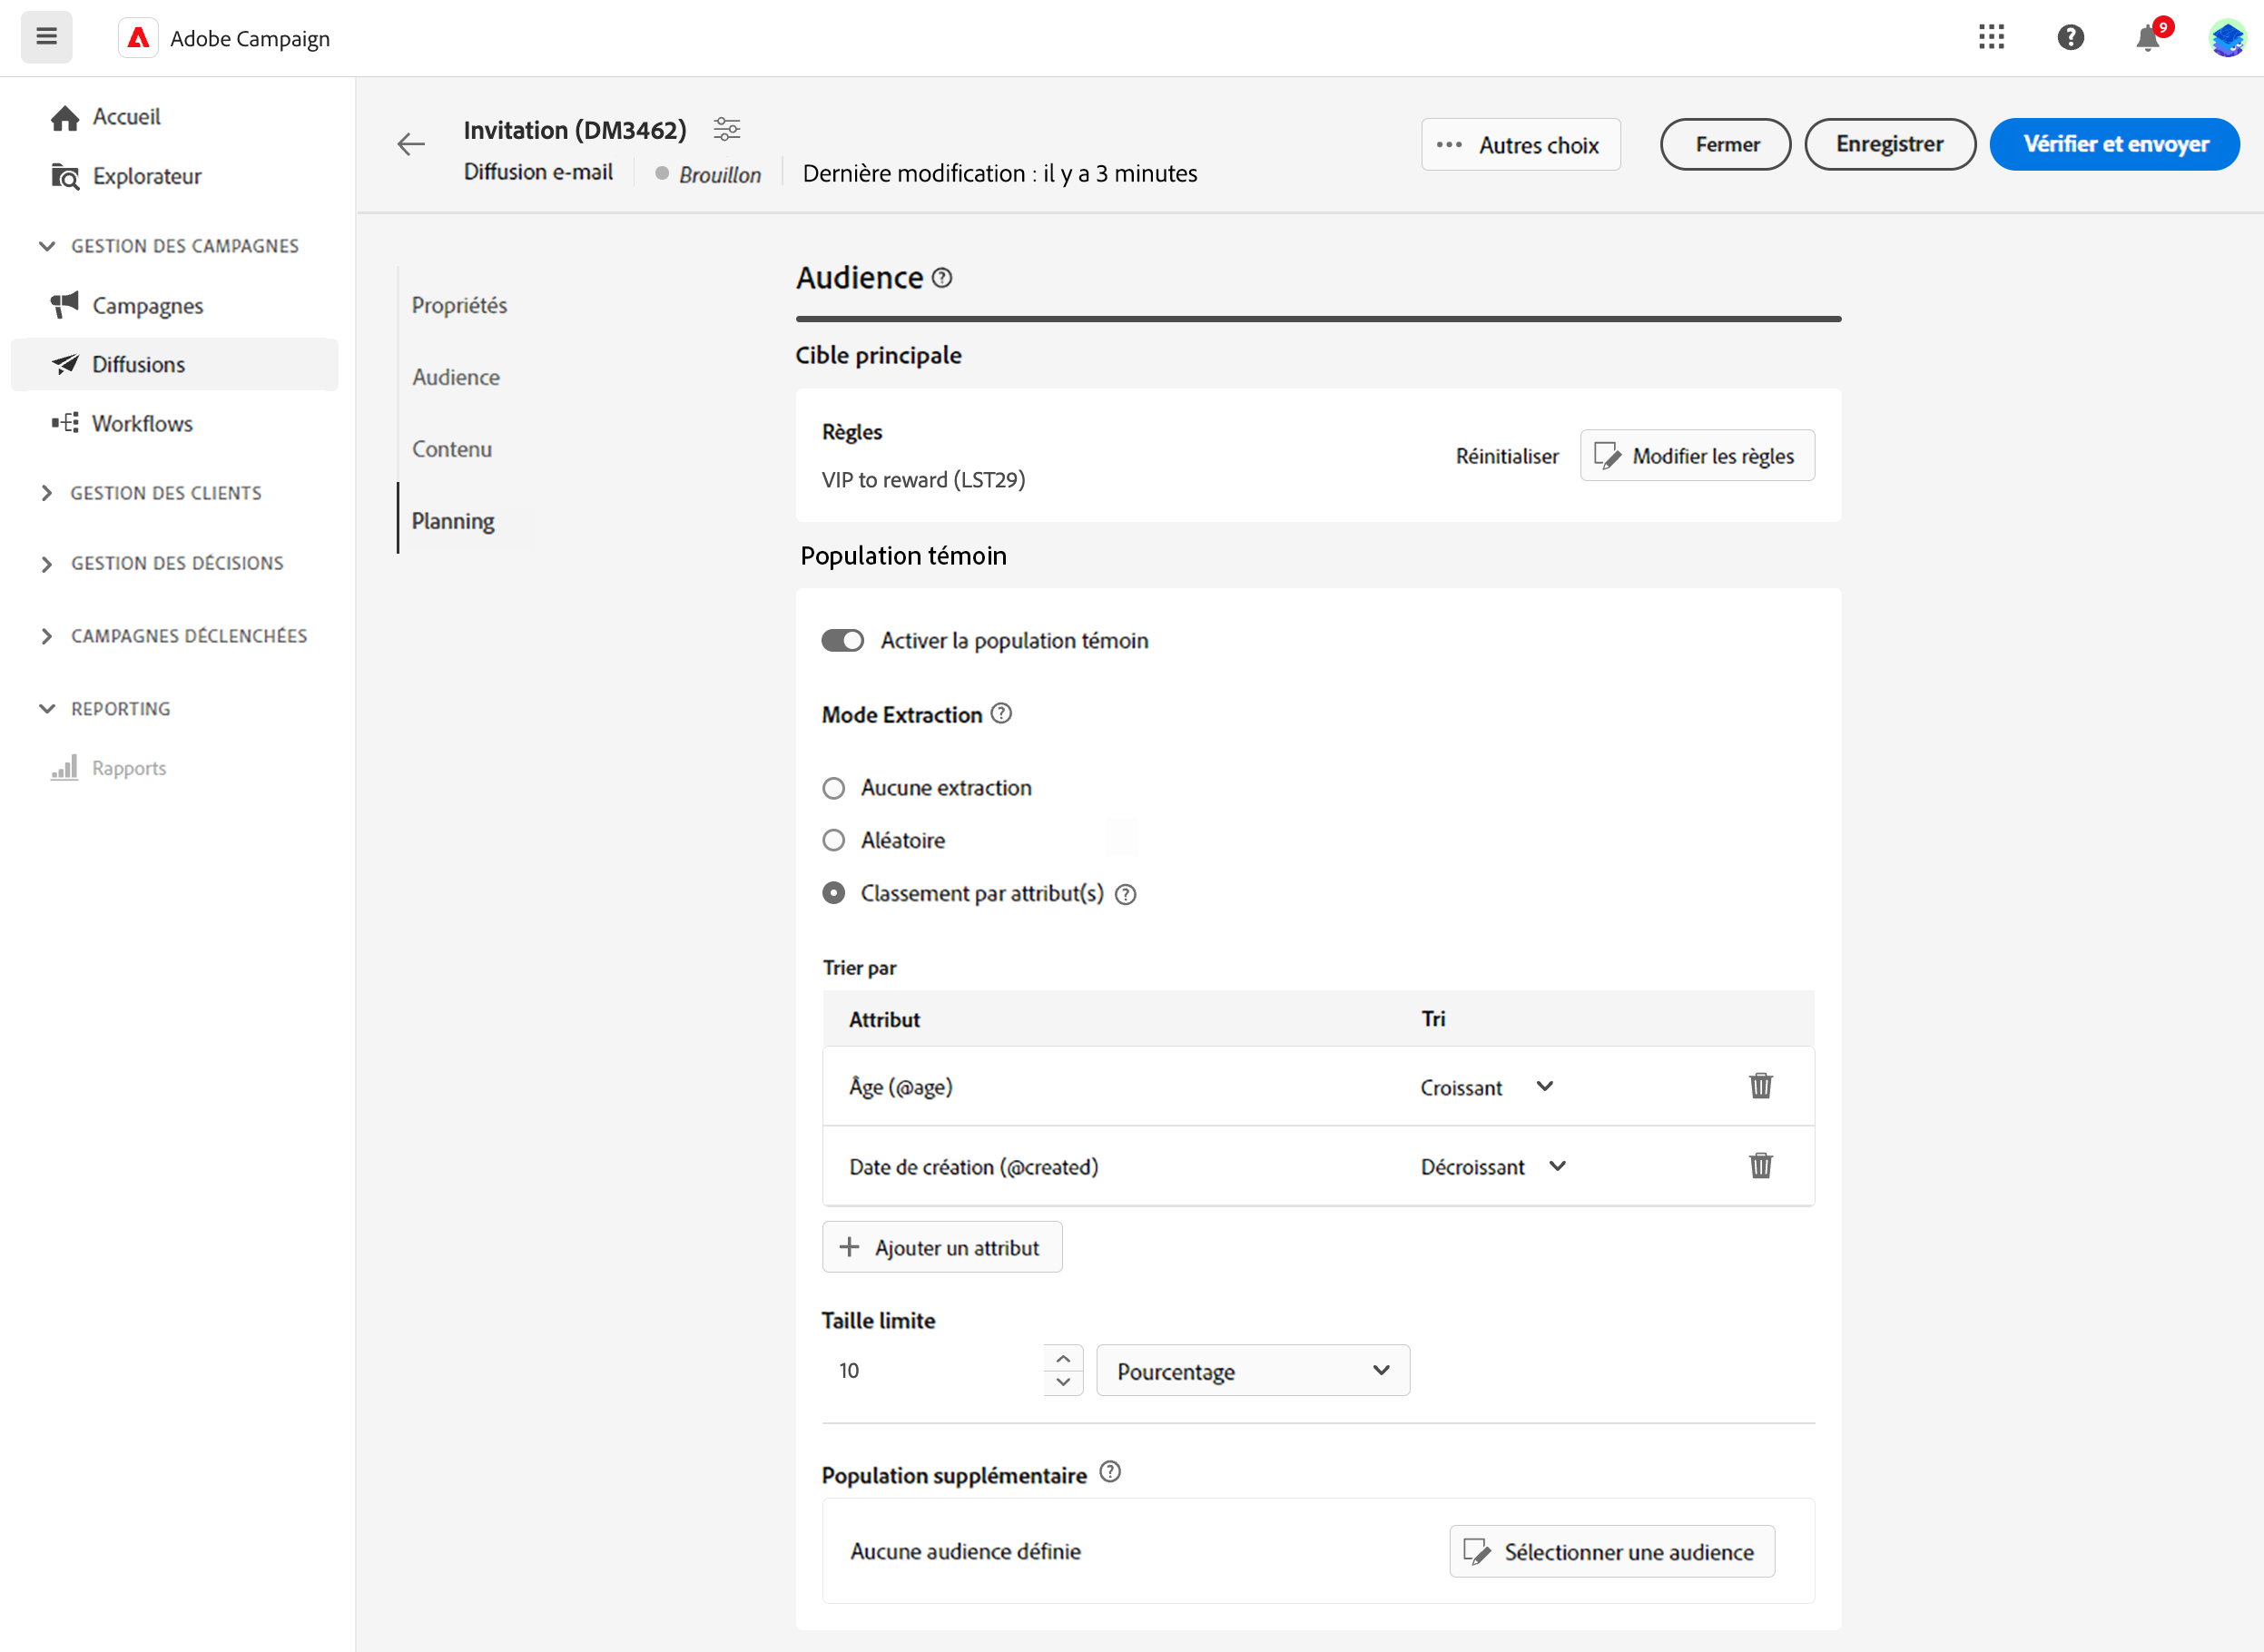 Adobe Campaign
9
Accueil
Explorateur
GESTION DES CAMPAGNES
Campagnes
Diffusions
Workflows
GESTION DES CLIENTS
GESTION DES DÉCISIONS
CAMPAGNES DÉCLENCHÉES
REPORTING
Rapports
Invitation (DM3462)
Diffusion e-mail
Brouillon
Dernière modification : il y a 3 minutes
Autres choix
Fermer
Enregistrer
Vérifier et envoyer
Propriétés
Audience
Contenu
Planning
Audience
Cible principale
Règles
VIP to reward (LST29)
Réinitialiser
Modifier les règles
Population témoin
Activer la population témoin
Mode Extraction
Aucune extraction
Aléatoire
Classement par attribut(s)
Trier par
Attribut Tri
Âge (@age) Croissant
Date de création (@created) Décroissant
Ajouter un attribut
Taille limite
10 Pourcentage
Population supplémentaire
Aucune audience définie
Sélectionner une audience